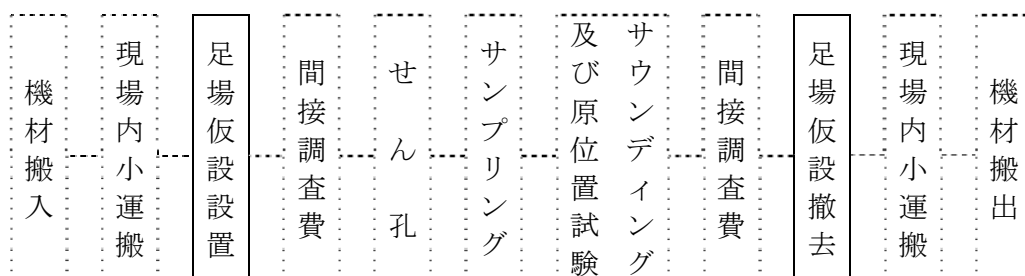 機材搬入
現場内小運搬
足場仮設設置
間接調査費
せん孔
サンプリング
サウンディング
及び原位置試験
間接調査費
足場仮設撤去
現場内小運搬
機材搬出